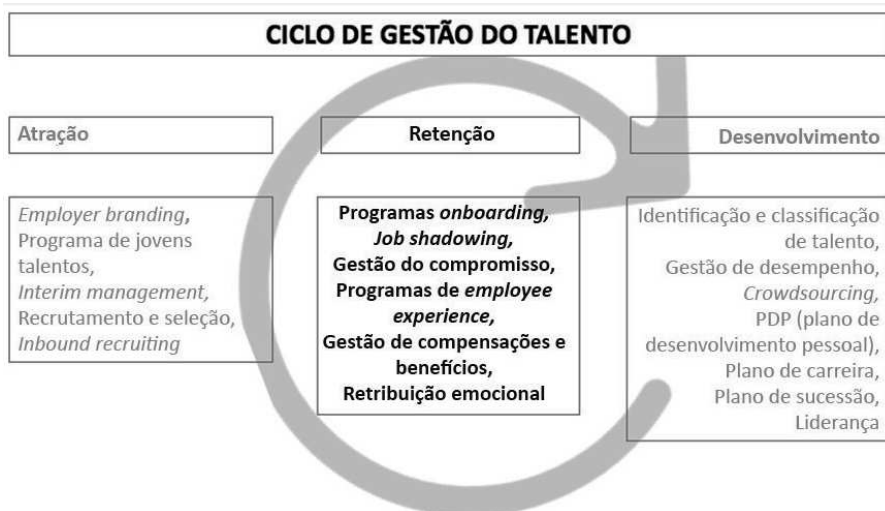 CICLO DE GESTÃO DO TALENTO
Atração
Retenção
Desenvolvimento
Employer branding,
Programa de jovens
talentos,
Interim management,
Recrutamento e seleção,
Inbound recruiting
Programas onboarding,
Job shadowing,
Gestão do compromisso,
Programas de employee
experience,
Gestão de compensações e
benefícios,
Retribuição emocional
Identificação e classificação
de talento,
Gestão de desempenho,
Crowdsourcing,
PDP (plano de
desenvolvimento pessoal),
Plano de carreira,
Plano de sucessão,
Liderança